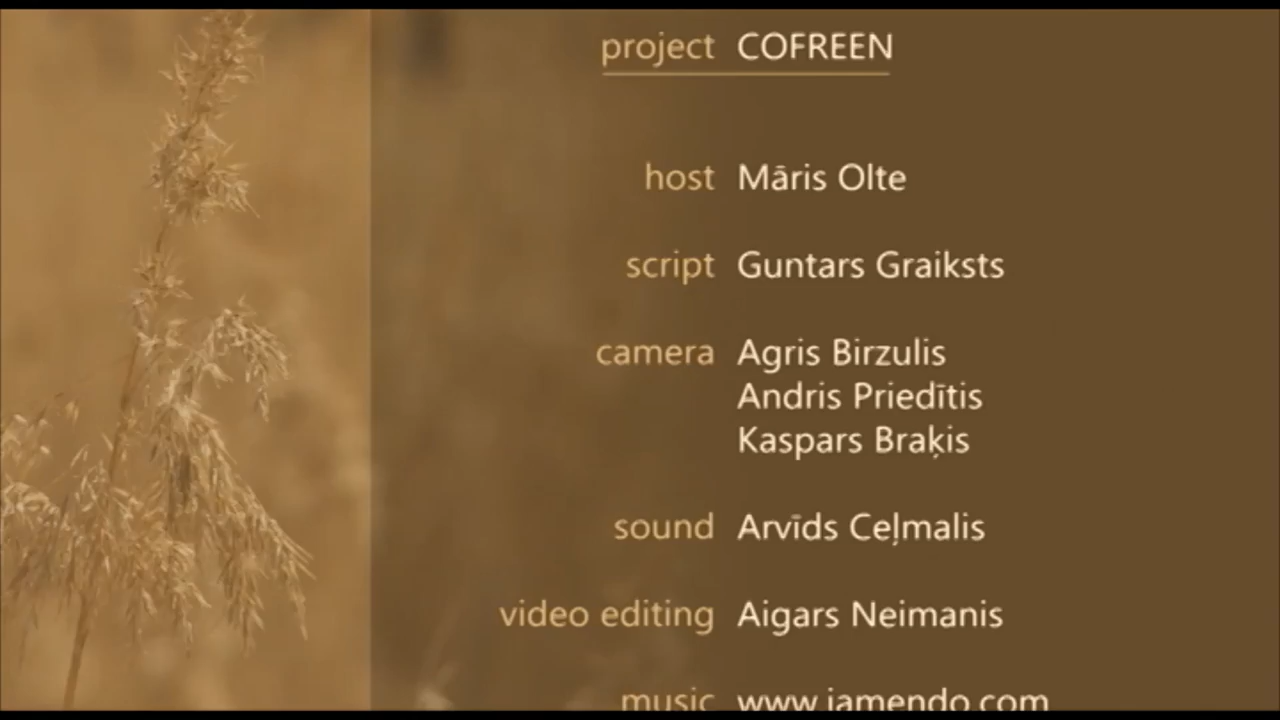 project COFREEN
host Māris Olte
script Guntars Graiksts
camera Agris Birzulis
Andris Priedītis
Kaspars Braķis
sound Arvīds Ceļmalis
video editing Aigars Neimanis
music www.jamendo.com